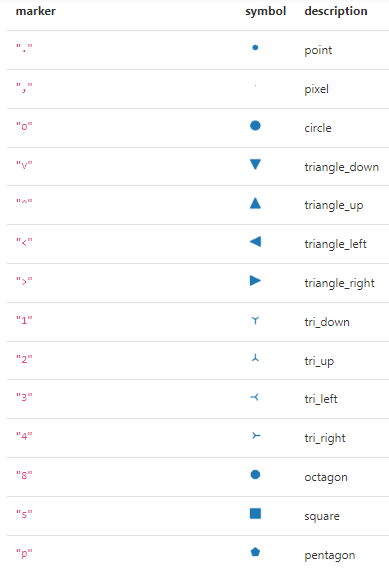 marker symbol description
"." point
"," pixel
"o" circle
"v" triangle_down
"^" triangle_up
"<" triangle_left
">" triangle_right
"1" tri_down
"2" tri_up
"3" tri_left
"4" tri_right
"8" octagon
"s" square
"p" pentagon